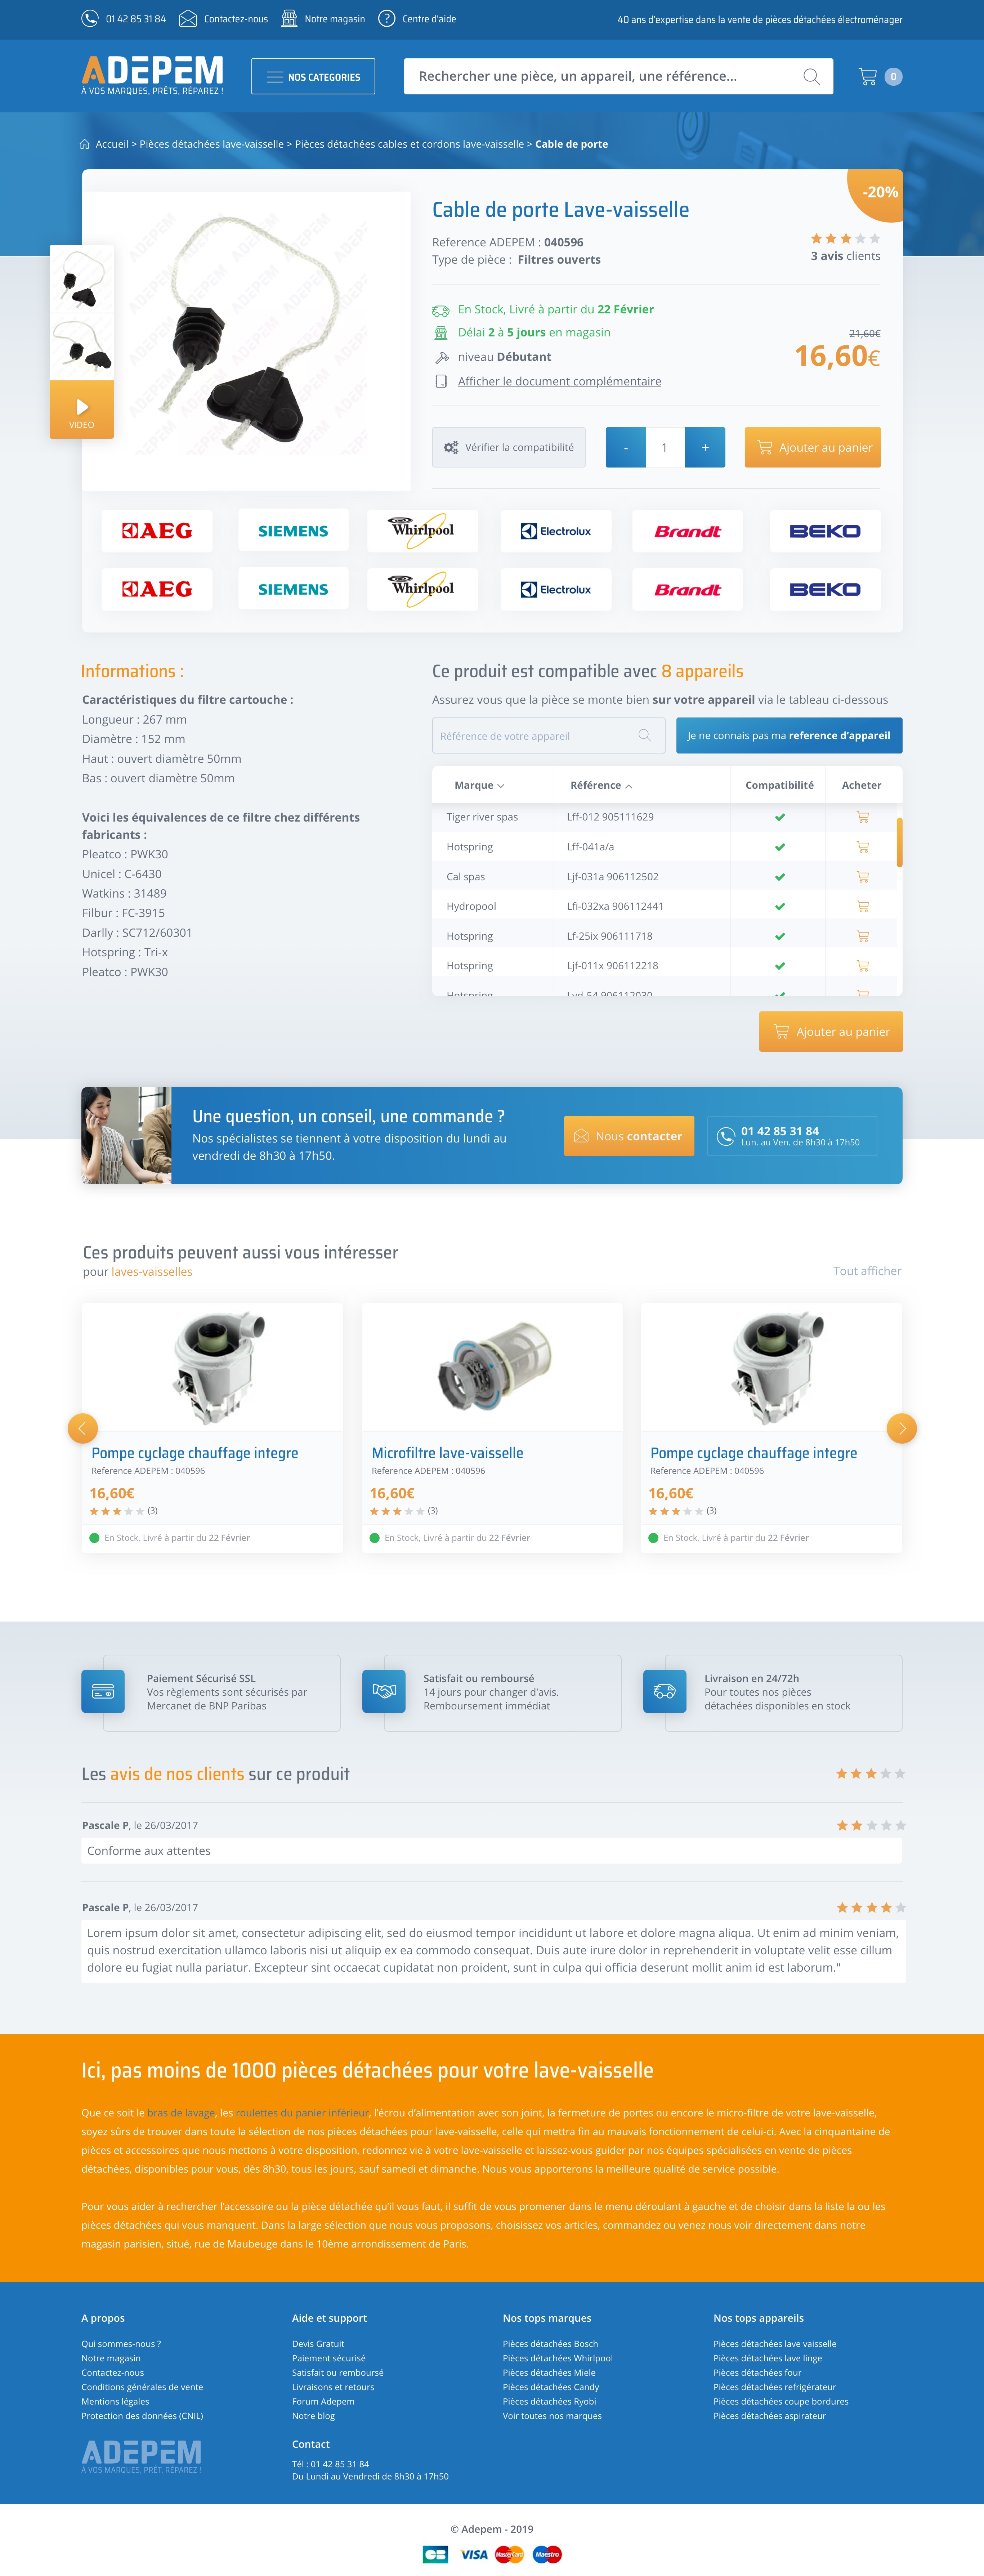 01 42 85 31 84 Contactez-nous Notre magasin Centre d'aide 40 ans d'expertise dans la vente de pièces détachées électroménager
ADEPEM
À VOS MARQUES, PRÊTS, RÉPAREZ !
NOS CATEGORIES
Rechercher une pièce, un appareil, une référence...
0
Accueil > Pièces détachées lave-vaisselle > Pièces détachées cables et cordons lave-vaisselle > Cable de porte
-20%
Cable de porte Lave-vaisselle
Reference ADEPEM : 040596
Type de pièce : Filtres ouverts
3 avis clients
En Stock, Livré à partir du 22 Février
Délai 2 à 5 jours en magasin
niveau Débutant
Afficher le document complémentaire
21,60€
16,60€
VIDEO
Vérifier la compatibilité
- 1 +
Ajouter au panier
AEG SIEMENS Whirlpool Electrolux Brandt BEKO
AEG SIEMENS Whirlpool Electrolux Brandt BEKO
Informations :
Caractéristiques du filtre cartouche :
Longueur : 267 mm
Diamètre : 152 mm
Haut : ouvert diamètre 50mm
Bas : ouvert diamètre 50mm
Voici les équivalences de ce filtre chez différents
fabricants :
Pleatco : PWK30
Unicel : C-6430
Watkins : 31489
Filbur : FC-3915
Darlly : SC712/60301
Hotspring : Tri-x
Pleatco : PWK30
Ce produit est compatible avec 8 appareils
Assurez vous que la pièce se monte bien sur votre appareil via le tableau ci-dessous
Référence de votre appareil
Je ne connais pas ma reference d'appareil
Marque Référence Compatibilité Acheter
Tiger river spas Lff-012 905111629
Hotspring Lff-041a/a
Cal spas Ljf-031a 906112502
Hydropool Lfi-032xa 906112441
Hotspring Lf-25ix 906111718
Hotspring Ljf-011x 906112218
Hotspring Lvd-54 906112030
Ajouter au panier
Une question, un conseil, une commande ?
Nos spécialistes se tiennent à votre disposition du lundi au
vendredi de 8h30 à 17h50.
Nous contacter
01 42 85 31 84
Lun. au Ven. de 8h30 à 17h50
Ces produits peuvent aussi vous intéresser
pour laves-vaisselles
Tout afficher
Pompe cyclage chauffage integre
Reference ADEPEM : 040596
16,60€
(3)
En Stock, Livré à partir du 22 Février
Microfiltre lave-vaisselle
Reference ADEPEM : 040596
16,60€
(3)
En Stock, Livré à partir du 22 Février
Pompe cyclage chauffage integre
Reference ADEPEM : 040596
16,60€
(3)
En Stock, Livré à partir du 22 Février
Paiement Sécurisé SSL
Vos règlements sont sécurisés par
Mercanet de BNP Paribas
Satisfait ou remboursé
14 jours pour changer d'avis.
Remboursement immédiat
Livraison en 24/72h
Pour toutes nos pièces
détachées disponibles en stock
Les avis de nos clients sur ce produit
Pascale P, le 26/03/2017
Conforme aux attentes
Pascale P, le 26/03/2017
Lorem ipsum dolor sit amet, consectetur adipiscing elit, sed do eiusmod tempor incididunt ut labore et dolore magna aliqua. Ut enim ad minim veniam,
quis nostrud exercitation ullamco laboris nisi ut aliquip ex ea commodo consequat. Duis aute irure dolor in reprehenderit in voluptate velit esse cillum
dolore eu fugiat nulla pariatur. Excepteur sint occaecat cupidatat non proident, sunt in culpa qui officia deserunt mollit anim id est laborum."
Ici, pas moins de 1000 pièces détachées pour votre lave-vaisselle
Que ce soit le bras de lavage, les roulettes du panier inférieur, l'écrou d'alimentation avec son joint, la fermeture de portes ou encore le micro-filtre de votre lave-vaisselle,
soyez sûrs de trouver dans toute la sélection de nos pièces détachées pour lave-vaisselle, celle qui mettra fin au mauvais fonctionnement de celui-ci. Avec la cinquantaine de
pièces et accessoires que nous mettons à votre disposition, redonnez vie à votre lave-vaisselle et laissez-vous guider par nos équipes spécialisées en vente de pièces
détachées, disponibles pour vous, dès 8h30, tous les jours, sauf samedi et dimanche. Nous vous apporterons la meilleure qualité de service possible.
Pour vous aider à rechercher l'accessoire ou la pièce détachée qu'il vous faut, il suffit de vous promener dans le menu déroulant à gauche et de choisir dans la liste la ou les
pièces détachées qui vous manquent. Dans la large sélection que nous vous proposons, choisissez vos articles, commandez ou venez nous voir directement dans notre
magasin parisien, situé, rue de Maubeuge dans le 10ème arrondissement de Paris.
A propos
Qui sommes-nous ?
Notre magasin
Contactez-nous
Conditions générales de vente
Mentions légales
Protection des données (CNIL)
ADEPEM
À VOS MARQUES, PRÊT, RÉPAREZ !
Aide et support
Devis Gratuit
Paiement sécurisé
Satisfait ou remboursé
Livraisons et retours
Forum Adepem
Notre blog
Contact
Tél : 01 42 85 31 84
Du Lundi au Vendredi de 8h30 à 17h50
Nos tops marques
Pièces détachées Bosch
Pièces détachées Whirlpool
Pièces détachées Miele
Pièces détachées Candy
Pièces détachées Ryobi
Voir toutes nos marques
Nos tops appareils
Pièces détachées lave vaisselle
Pièces détachées lave linge
Pièces détachées four
Pièces détachées refrigérateur
Pièces détachées coupe bordures
Pièces détachées aspirateur
© Adepem - 2019
CB VISA MasterCard Maestro